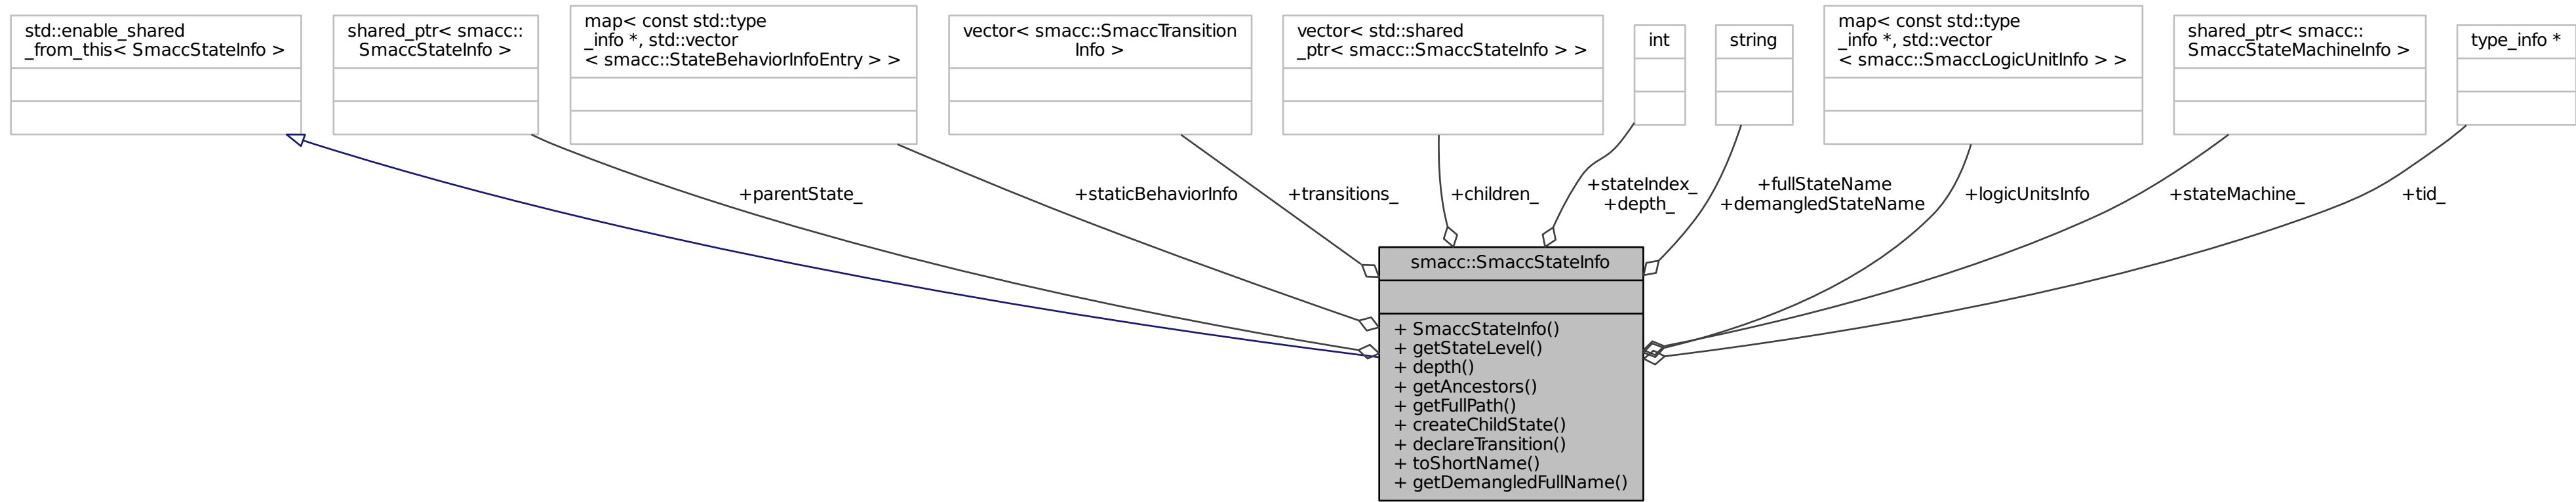 std::enable_shared
_from_this< SmaccStateInfo >
shared_ptr< smacc::
SmaccStateInfo >
map< const std::type
_info *, std::vector
< smacc::StateBehaviorInfoEntry > >
vector< smacc::SmaccTransition
Info >
vector< std::shared
_ptr< smacc::SmaccStateInfo > >
int
string
map< const std::type
_info *, std::vector
< smacc::SmaccLogicUnitInfo > >
shared_ptr< smacc::
SmaccStateMachineInfo >
type_info *
+parentState_
+staticBehaviorInfo
+transitions_
+children_
+stateIndex_
+depth_
+fullStateName
+demangledStateName
+logicUnitsInfo
+stateMachine_
+tid_
smacc::SmaccStateInfo
+ SmaccStateInfo()
+ getStateLevel()
+ depth()
+ getAncestors()
+ getFullPath()
+ createChildState()
+ declareTransition()
+ toShortName()
+ getDemangledFullName()